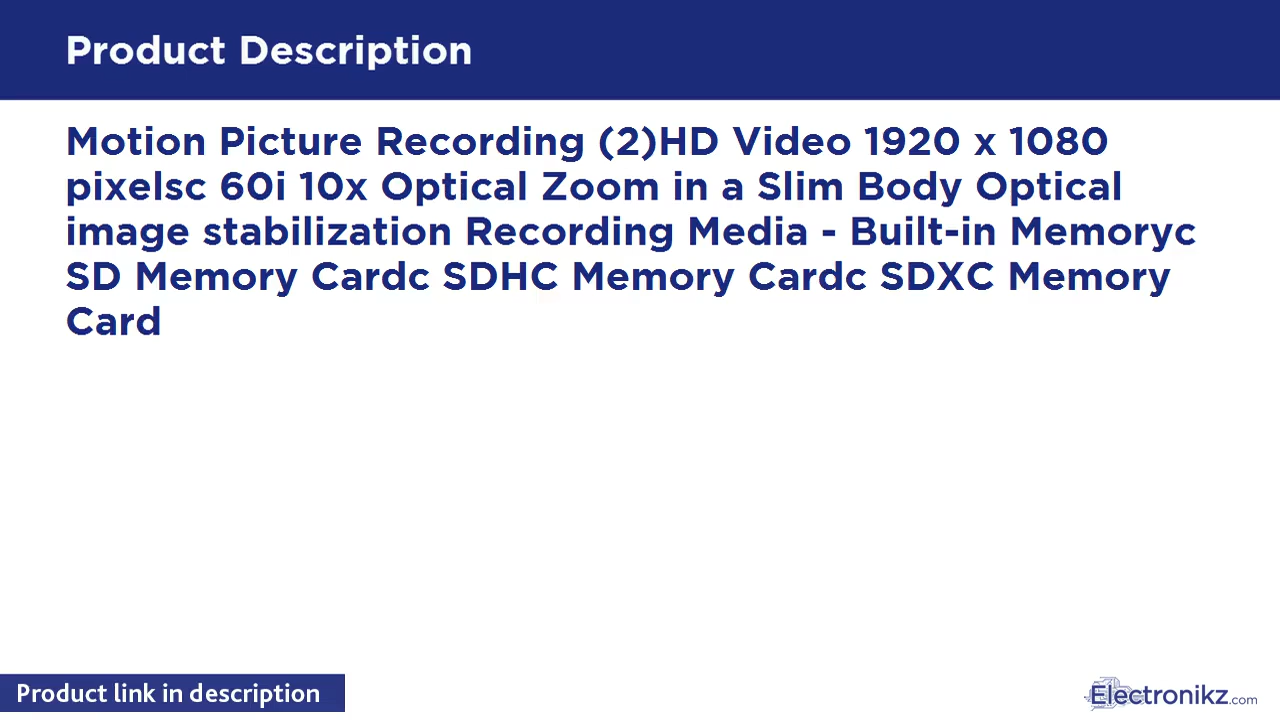 Product Description
Motion Picture Recording (2)HD Video 1920 x 1080
pixelsc 60i 10x Optical Zoom in a Slim Body Optical
image stabilization Recording Media - Built-in Memoryc
SD Memory Cardc SDHC Memory Cardc SDXC Memory
Card
Product link in description
Electronikz.com